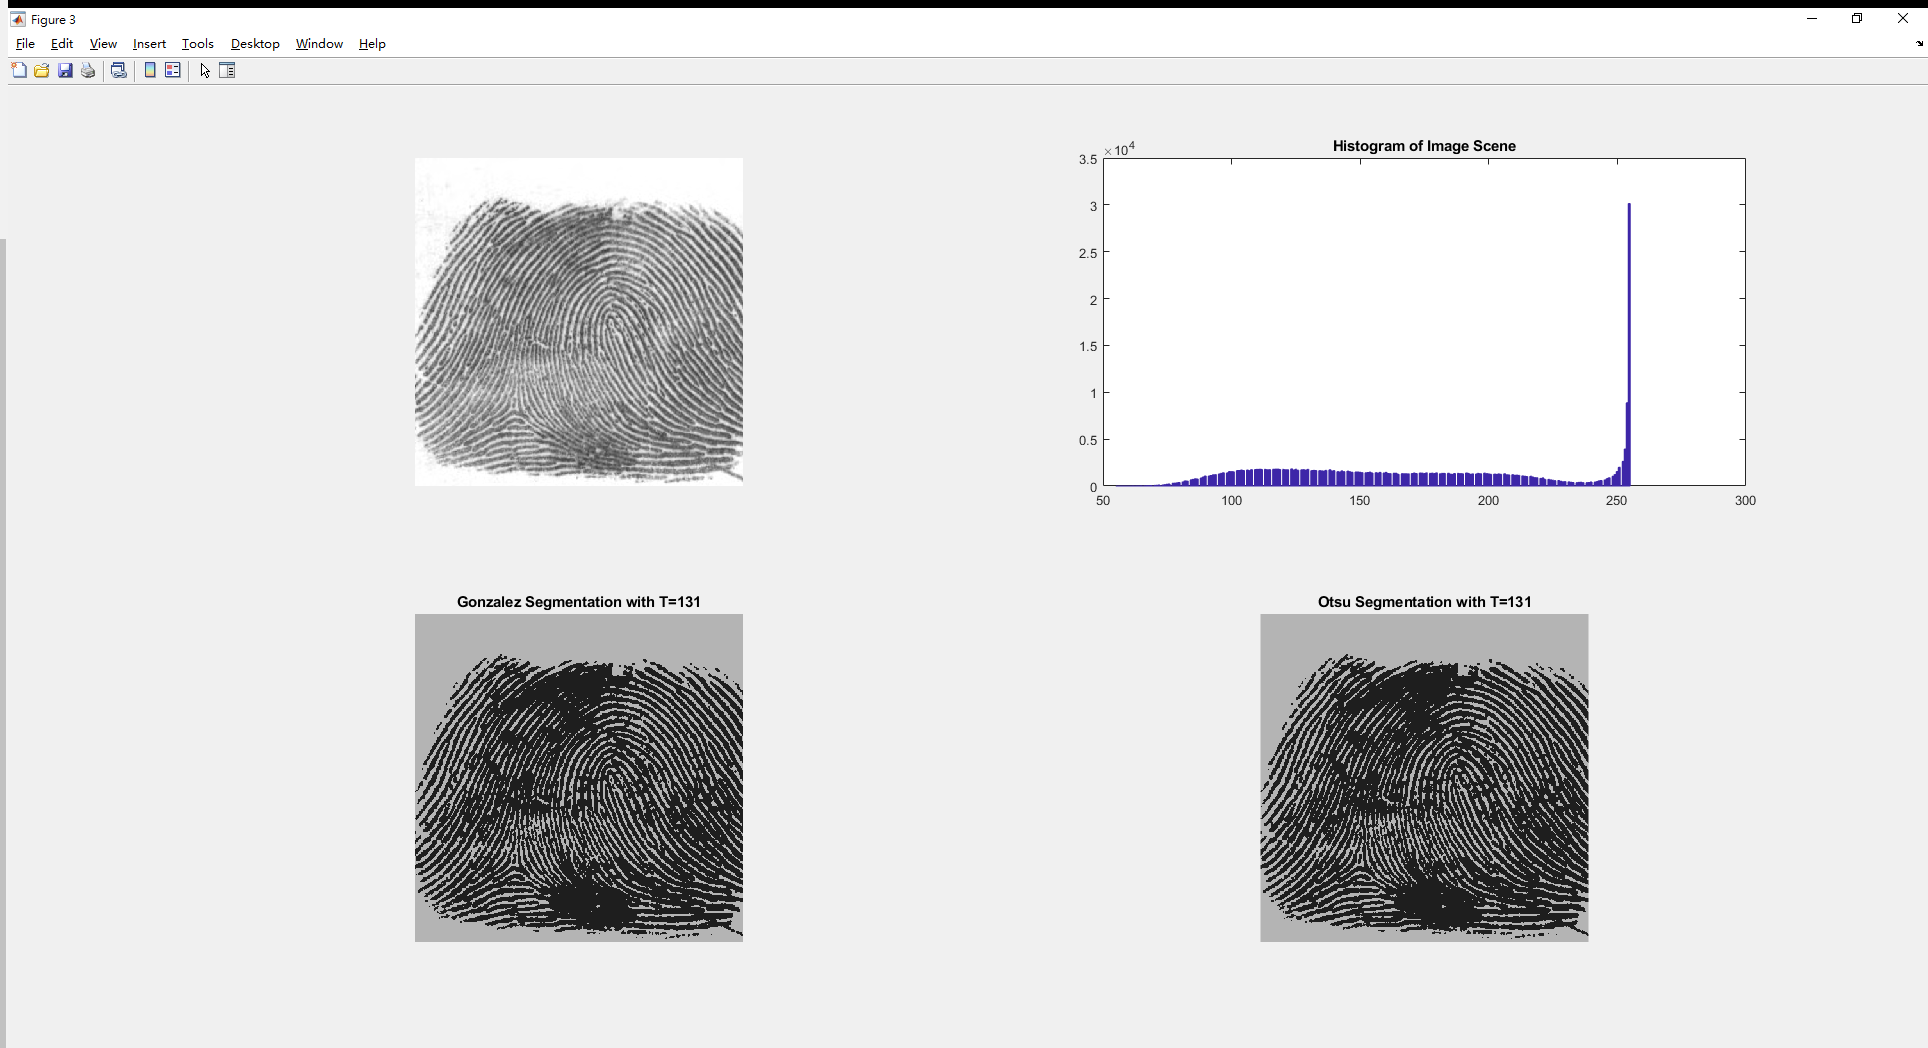 Figure 3
File Edit View Insert Tools Desktop Window Help
Histogram of Image Scene
×10^4
3.5
3
2.5
2
1.5
1
0.5
0
50 100 150 200 250 300
Gonzalez Segmentation with T=131
Otsu Segmentation with T=131